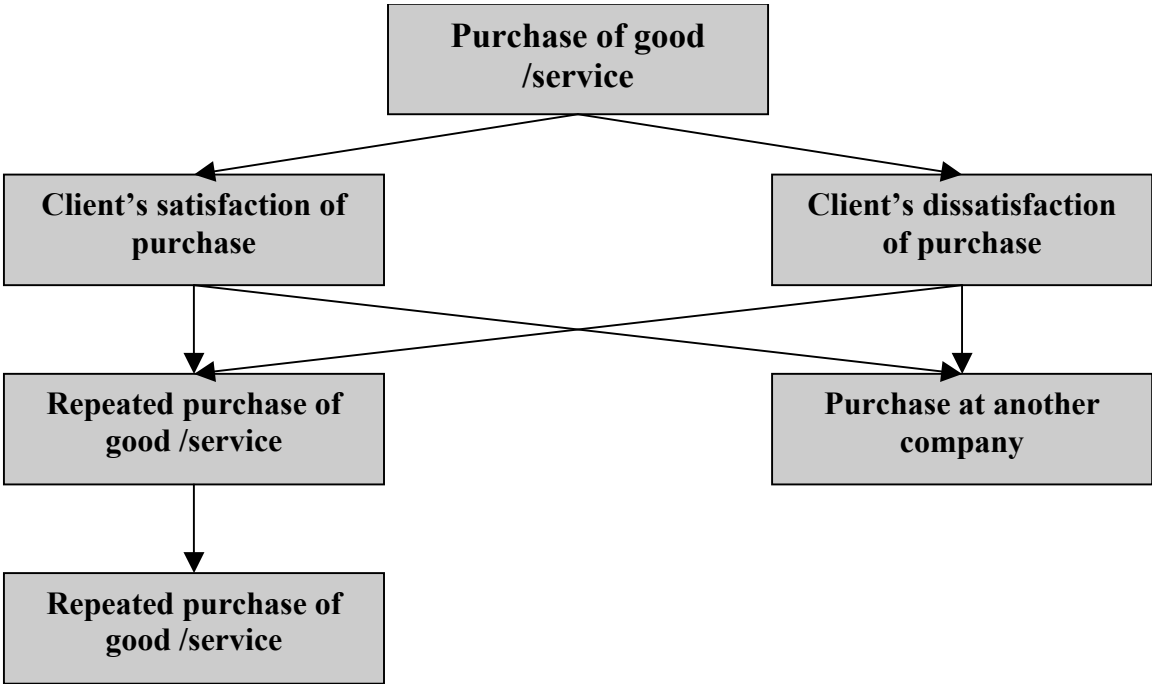 Purchase of good
/service
Client’s satisfaction of
purchase
Client’s dissatisfaction
of purchase
Repeated purchase of
good /service
Purchase at another
company
Repeated purchase of
good /service